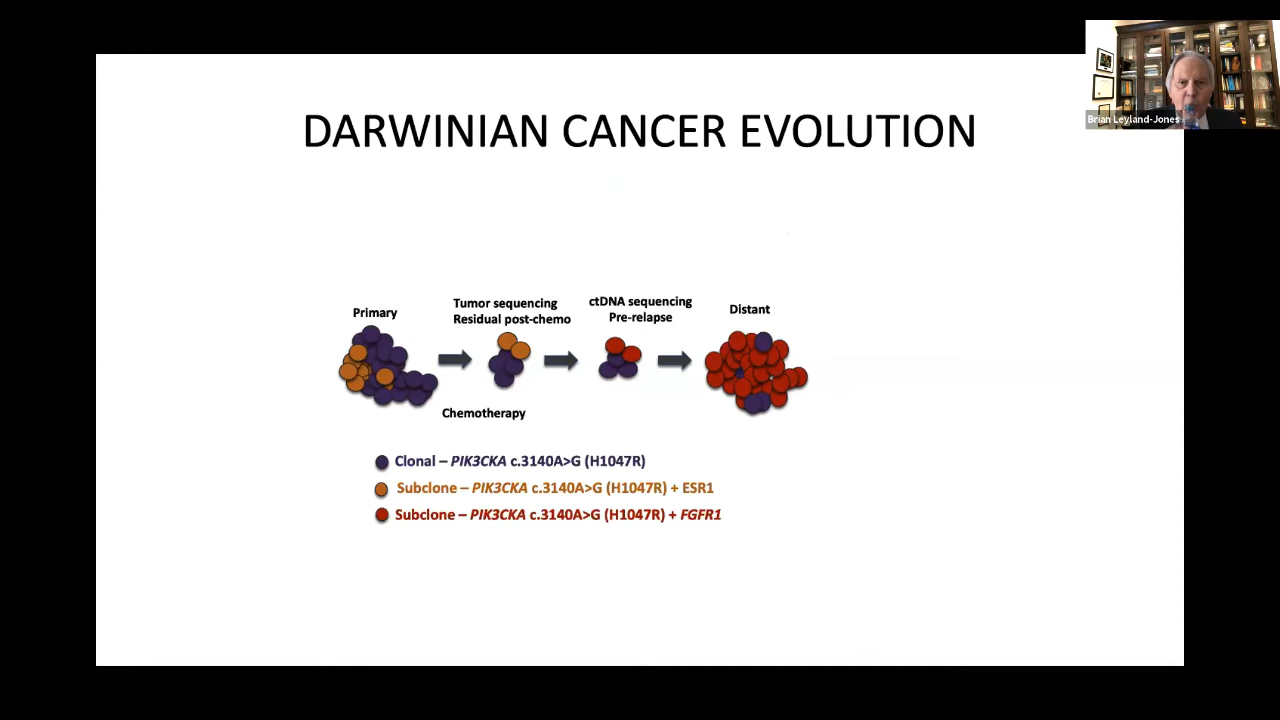 Brian Leyland-Jones
DARWINIAN CANCER EVOLUTION
Primary
Tumor sequencing
Residual post-chemo
ctDNA sequencing
Pre-relapse
Distant
Chemotherapy
Clonal – PIK3CKA c.3140A>G (H1047R)
Subclone – PIK3CKA c.3140A>G (H1047R) + ESR1
Subclone – PIK3CKA c.3140A>G (H1047R) + FGFR1